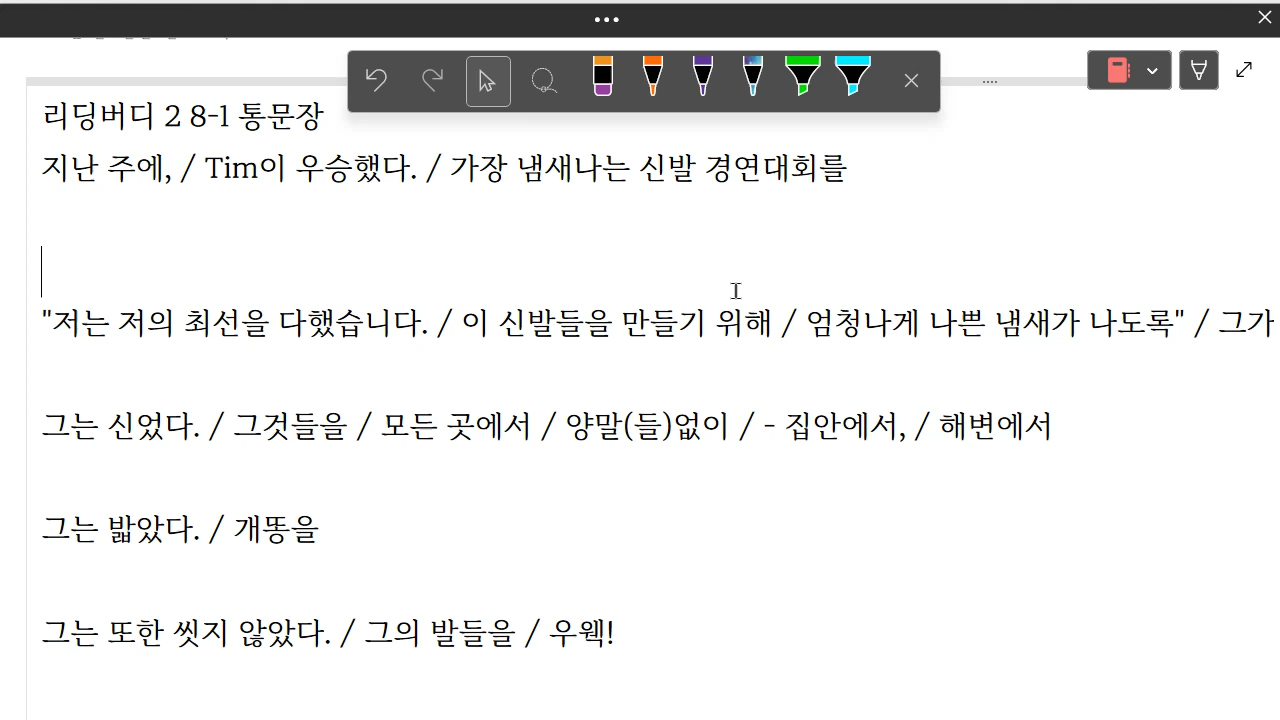 리딩버디 2 8-1 통문장
지난 주에, / Tim이 우승했다. / 가장 냄새나는 신발 경연대회를
"저는 저의 최선을 다했습니다. / 이 신발들을 만들기 위해 / 엄청나게 나쁜 냄새가 나도록" / 그가
그는 신었다. / 그것들을 / 모든 곳에서 / 양말(들)없이 / - 집안에서, / 해변에서
그는 밟았다. / 개똥을
그는 또한 씻지 않았다. / 그의 발들을 / 우웩!